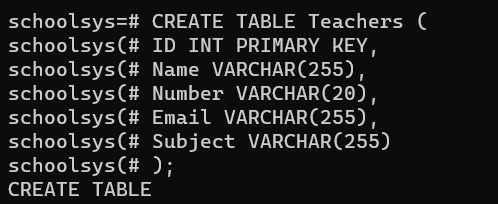 schoolsys=# CREATE TABLE Teachers (
schoolsys(# ID INT PRIMARY KEY,
schoolsys(# Name VARCHAR(255),
schoolsys(# Number VARCHAR(20),
schoolsys(# Email VARCHAR(255),
schoolsys(# Subject VARCHAR(255)
schoolsys(# );
CREATE TABLE